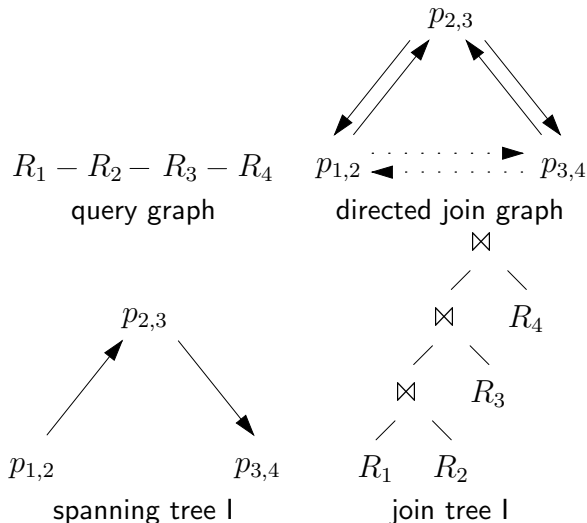 p2,3
R1 − R2 − R3 − R4
p1,2
p3,4
query graph
directed join graph
⋈
p2,3
⋈
R4
⋈
R3
p1,2
p3,4
R1
R2
spanning tree I
join tree I